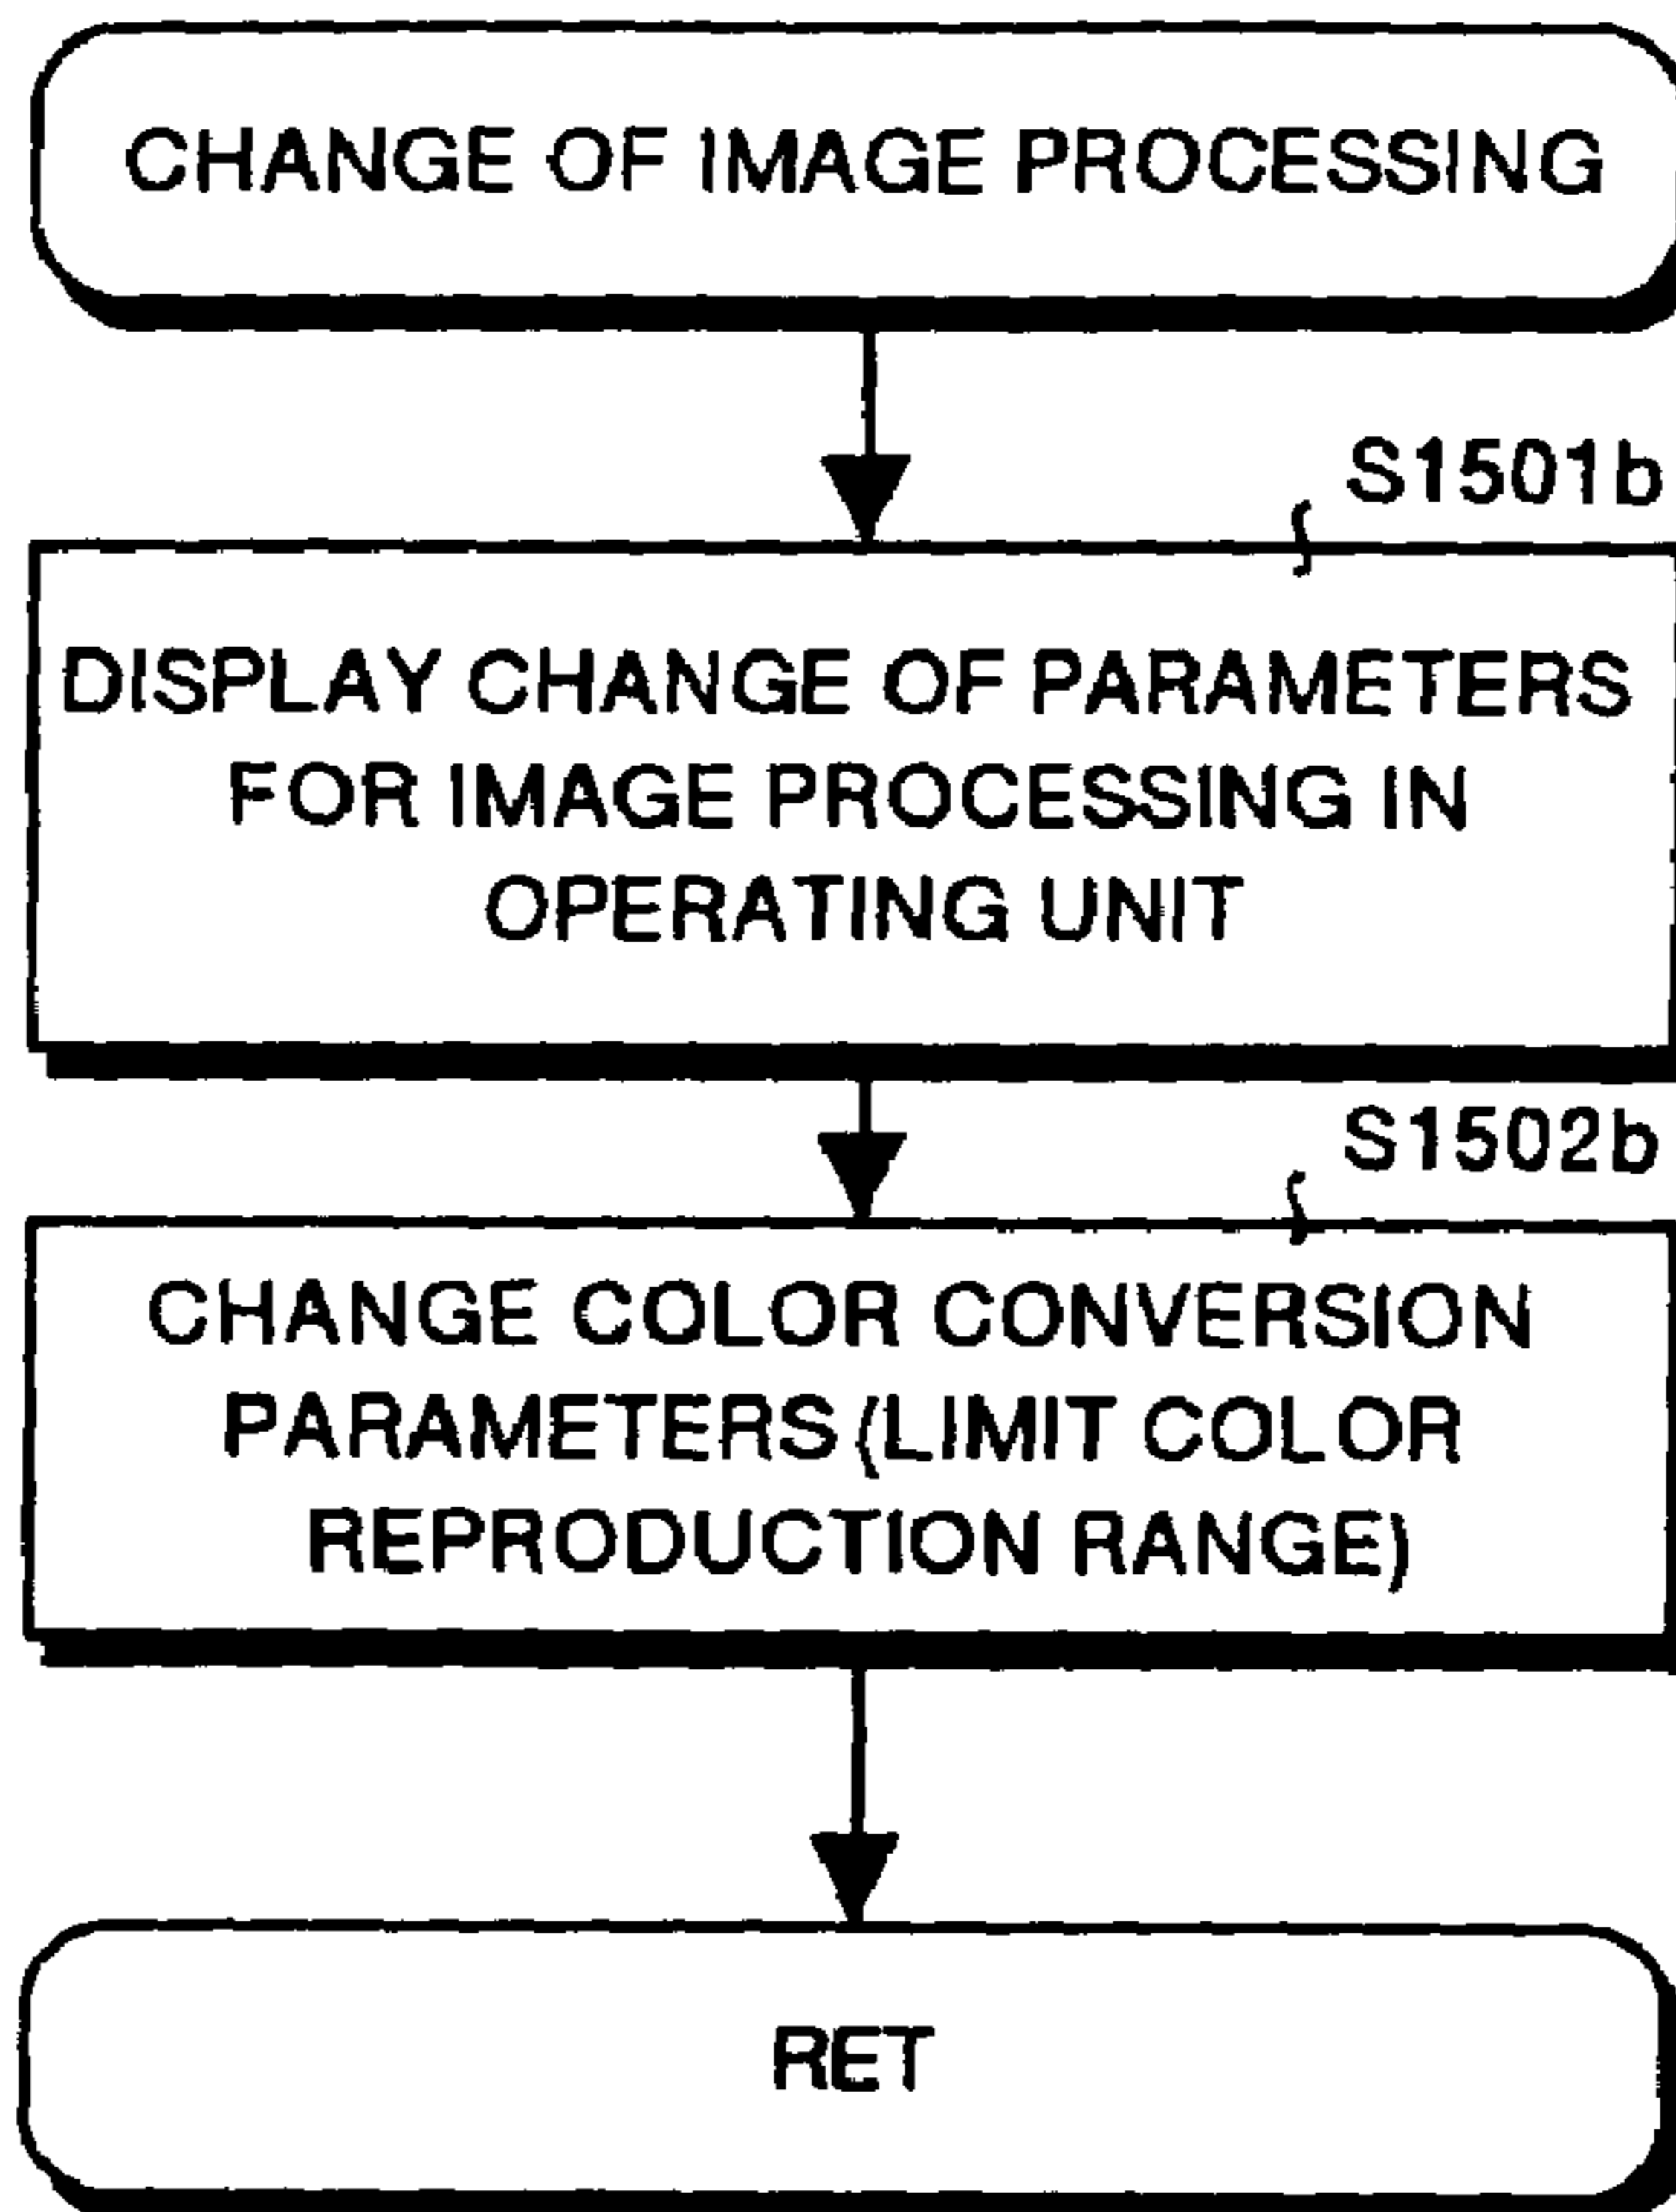 CHANGE OF IMAGE PROCESSING
S1501b
DISPLAY CHANGE OF PARAMETERS
FOR IMAGE PROCESSING IN
OPERATING UNIT
S1502b
CHANGE COLOR CONVERSION
PARAMETERS (LIMIT COLOR
REPRODUCTION RANGE)
RET